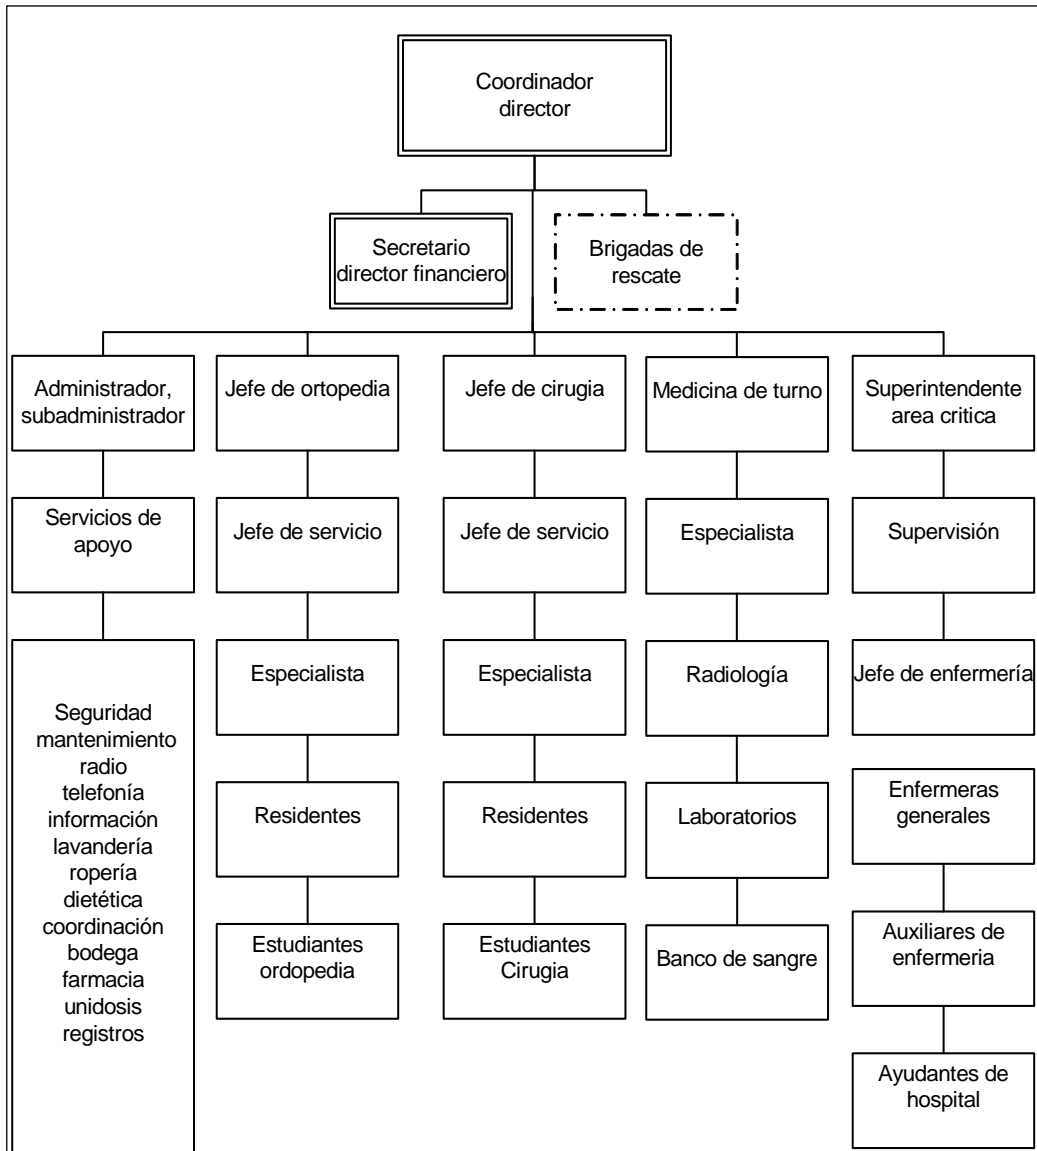 Coordinador
director
Secretario
director financiero
Brigadas de
rescate
Administrador,
subadministrador
Jefe de ortopedia
Jefe de cirugia
Medicina de turno
Superintendente
area critica
Servicios de
apoyo
Jefe de servicio
Jefe de servicio
Especialista
Supervisión
Seguridad
mantenimiento
radio
telefonía
información
lavandería
ropería
dietética
coordinación
bodega
farmacia
unidosis
registros
Especialista
Especialista
Radiología
Jefe de enfermería
Residentes
Residentes
Laboratorios
Enfermeras
generales
Estudiantes
ordopedia
Estudiantes
Cirugia
Banco de sangre
Auxiliares de
enfermeria
Ayudantes de
hospital